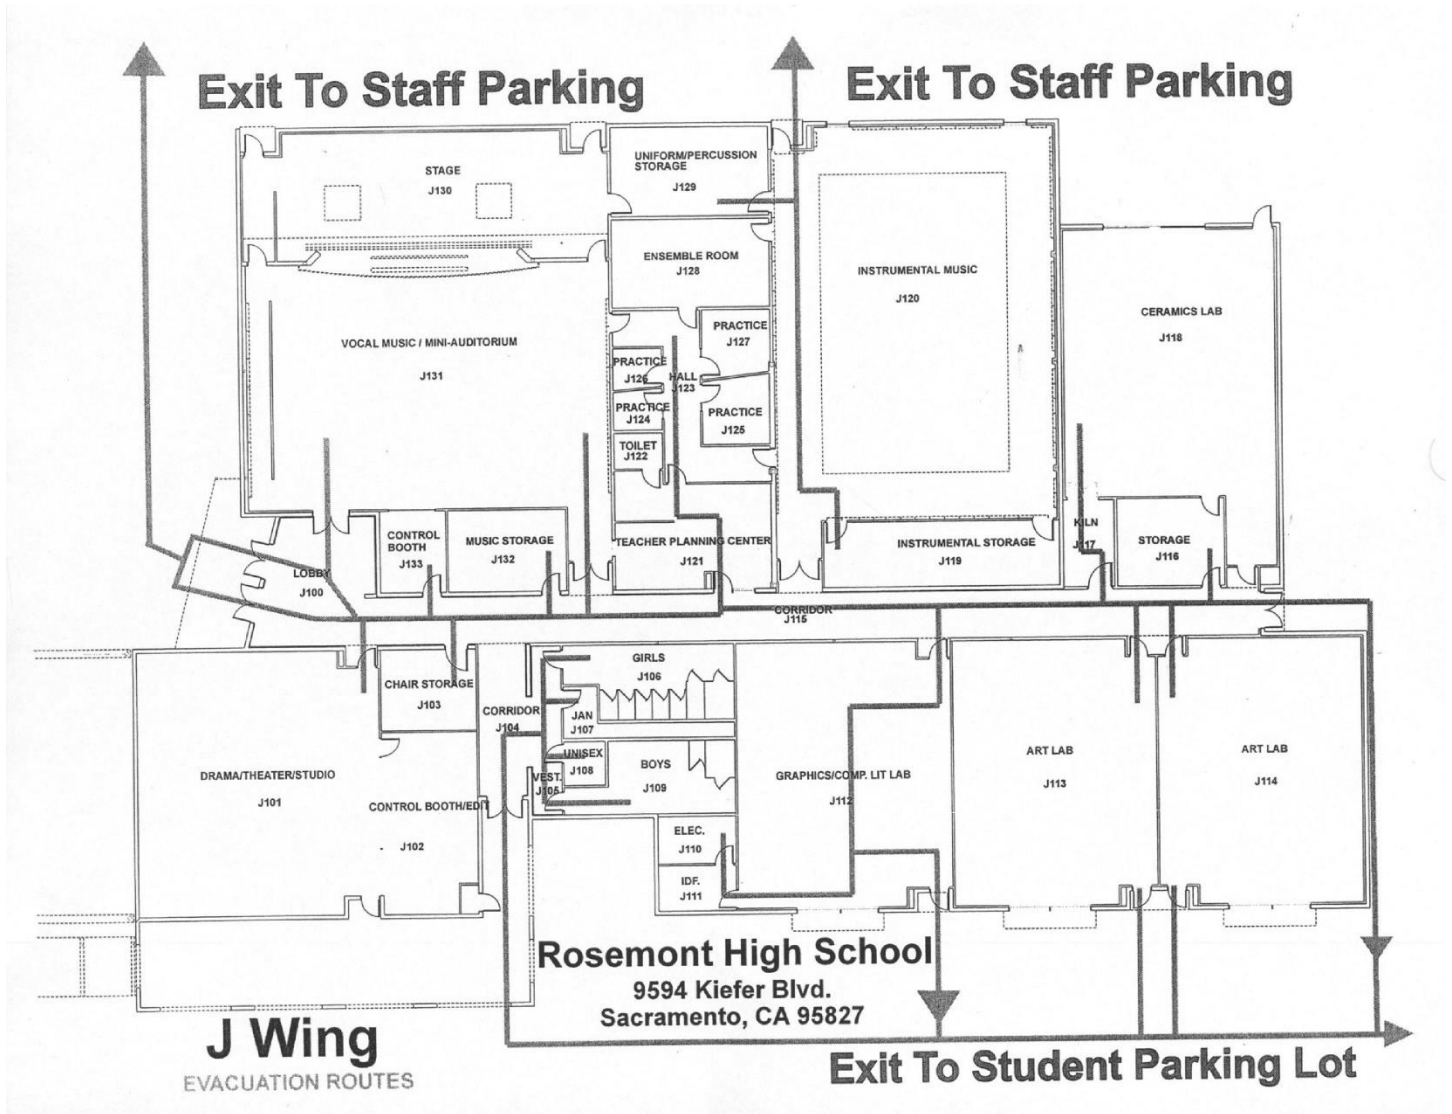 Exit To Staff Parking
Exit To Staff Parking
STAGE
J130
UNIFORM/PERCUSSION
STORAGE
J129
ENSEMBLE ROOM
J128
INSTRUMENTAL MUSIC
J120
CERAMICS LAB
J118
VOCAL MUSIC / MINI-AUDITORIUM
J131
PRACTICE
J127
PRACTICE
J126
HALL
J123
PRACTICE
J124
PRACTICE
J125
TOILET
J122
CONTROL
BOOTH
J133
MUSIC STORAGE
J132
TEACHER PLANNING CENTER
J121
INSTRUMENTAL STORAGE
J119
KILN
J117
STORAGE
J116
LOBBY
J100
CORRIDOR
J115
CHAIR STORAGE
J103
CORRIDOR
J104
GIRLS
J106
JAN
J107
UNISEX
J108
VEST.
J105
BOYS
J109
DRAMA/THEATER/STUDIO
J101
CONTROL BOOTH/EDIT
J102
GRAPHICS/COMP. LIT LAB
J112
ART LAB
J113
ART LAB
J114
ELEC.
J110
IDF.
J111
Rosemont High School
9594 Kiefer Blvd.
Sacramento, CA 95827
J Wing
EVACUATION ROUTES
Exit To Student Parking Lot